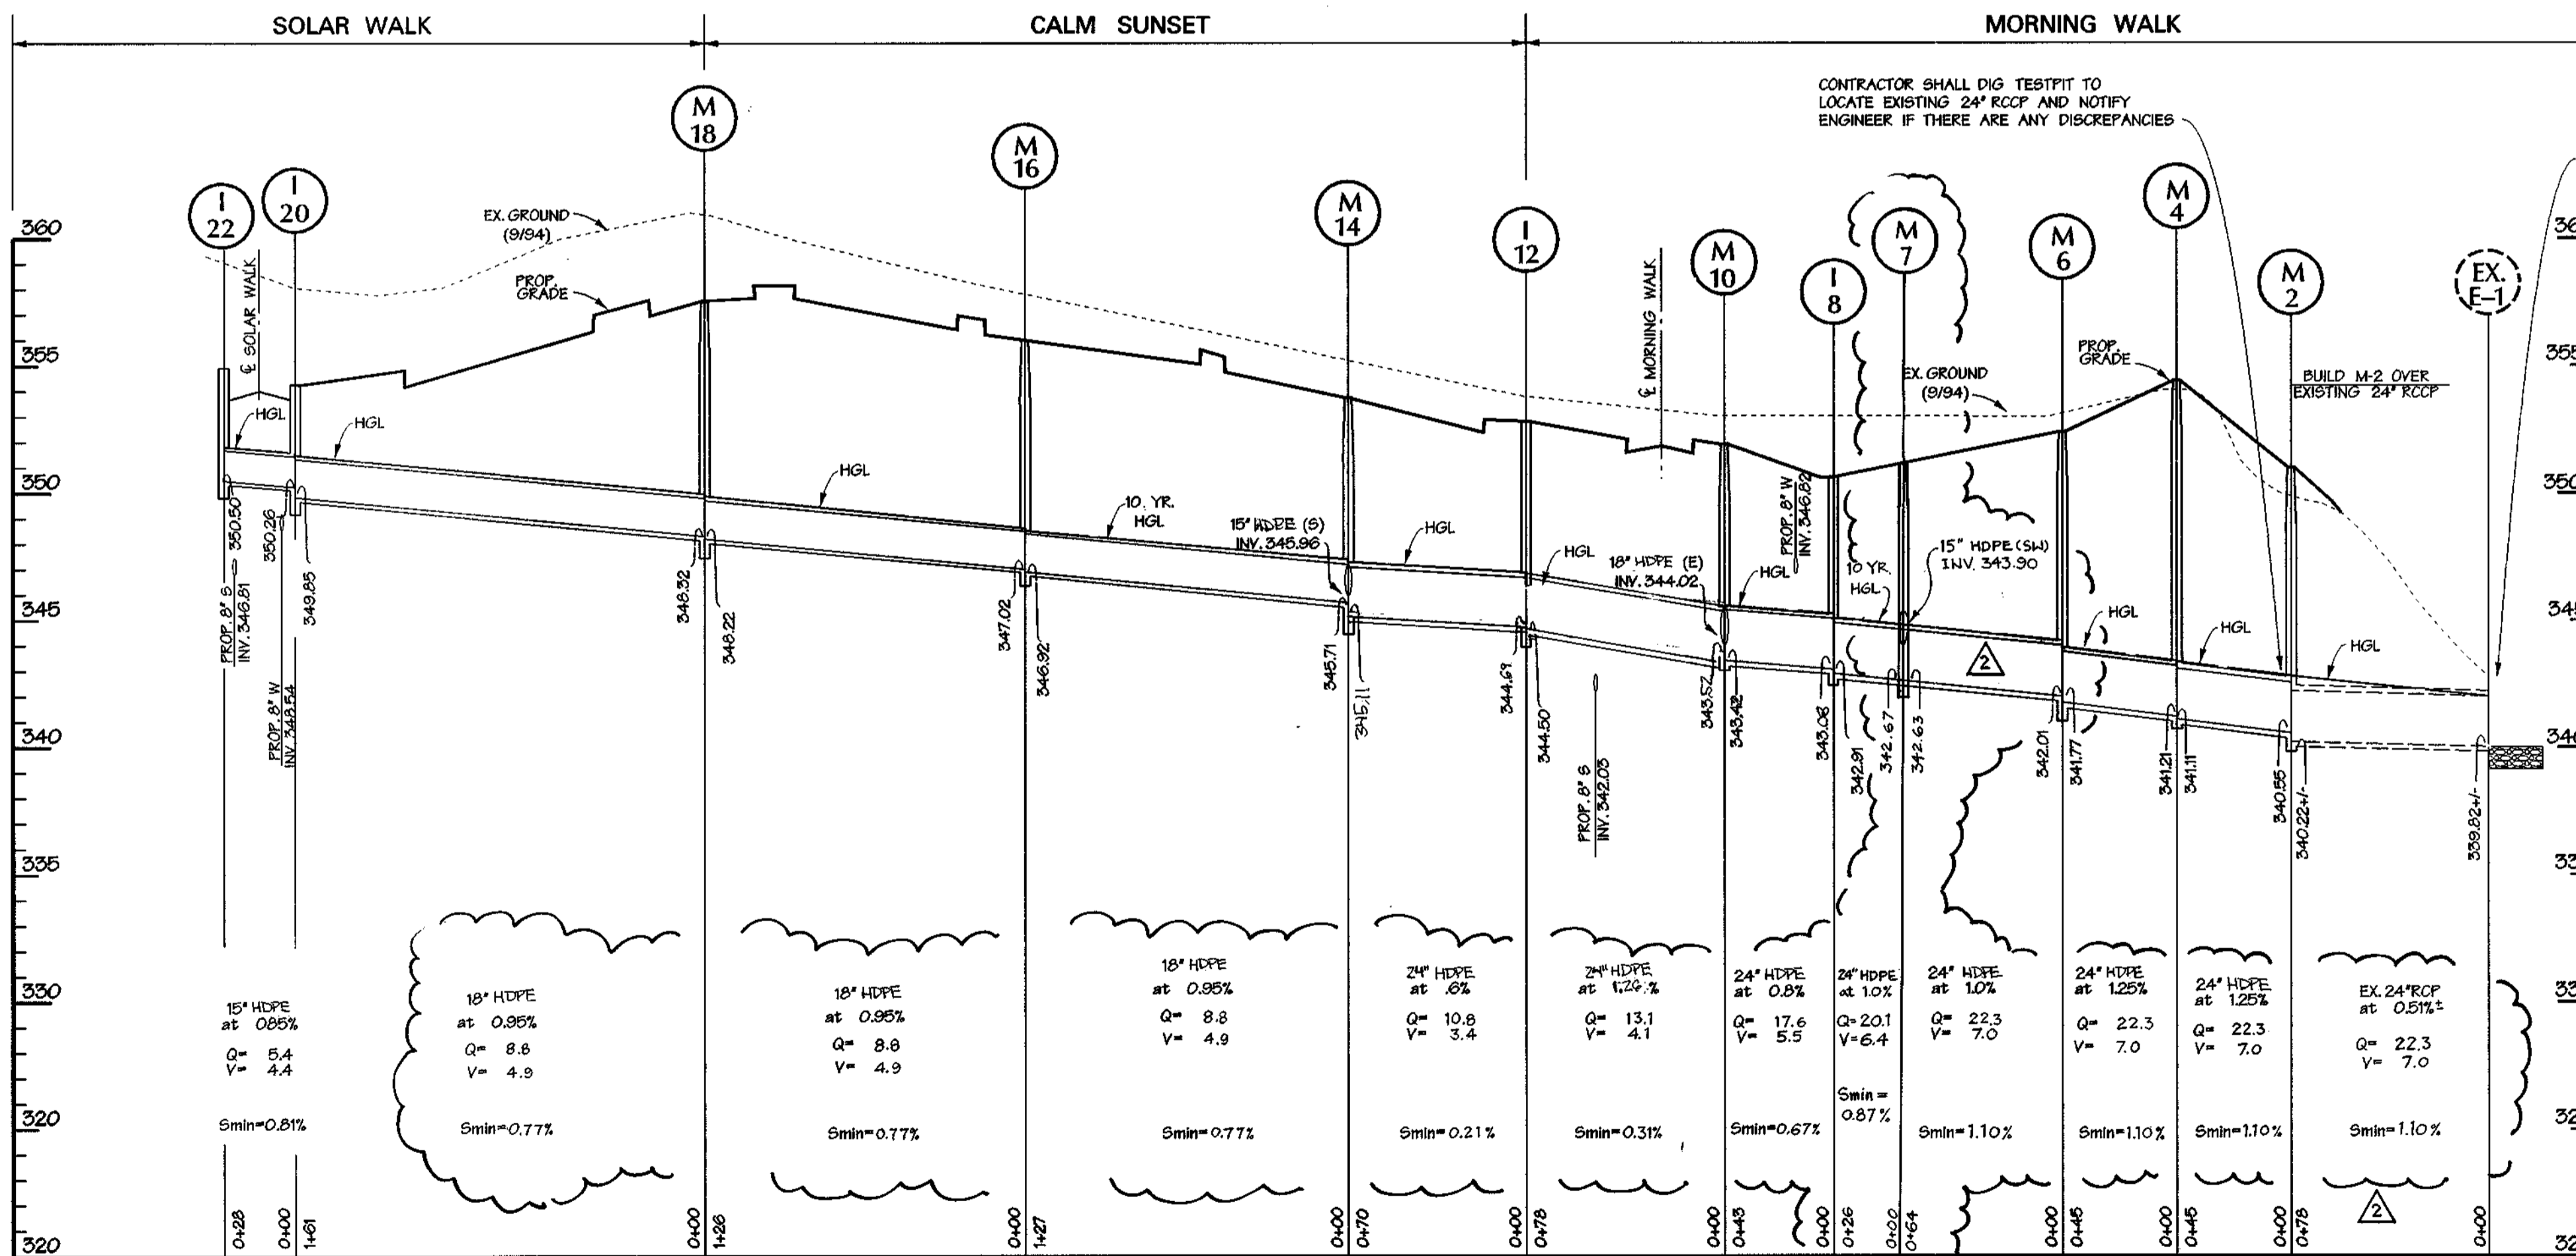 SOLAR WALK
CALM SUNSET
MORNING WALK
CONTRACTOR SHALL DIG TESTPIT TO
LOCATE EXISTING 24" RCCP AND NOTIFY
ENGINEER IF THERE ARE ANY DISCREPANCIES
I
22
I
20
M
18
M
16
M
14
I
12
M
10
I
8
M
7
M
6
M
4
M
2
EX.
E-1
360
355
350
345
340
335
330
320
320
EX. GROUND
(9/94)
PROP.
GRADE
℄ SOLAR WALK
HGL
HGL
HGL
10 YR.
HGL
15" HDPE (S)
INV. 345.96
HGL
HGL
℄ MORNING WALK
18" HDPE (E)
INV. 344.02
HGL
PROP. 8" W
INV. 346.82
10 YR.
HGL
15" HDPE (SW)
INV. 343.90
EX. GROUND
(9/94)
PROP.
GRADE
BUILD M-2 OVER
EXISTING 24" RCCP
HGL
HGL
HGL
2
350.50
PROP. 8" S
INV. 346.81
350.26
PROP. 8" W
INV. 348.54
349.85
348.32
348.22
347.02
346.92
345.71
345.11
344.69
344.50
PROP. 8" S
INV. 342.03
343.52
343.42
343.08
342.91
342.67
342.63
342.01
341.77
341.21
341.11
340.55
340.22+/-
339.82+/-
15" HDPE
at 0.85%
Q= 5.4
V= 4.4
Smin=0.81%
18" HDPE
at 0.95%
Q= 8.8
V= 4.9
Smin=0.77%
18" HDPE
at 0.95%
Q= 8.8
V= 4.9
Smin=0.77%
18" HDPE
at 0.95%
Q= 8.8
V= 4.9
Smin=0.77%
24" HDPE
at .6%
Q= 10.8
V= 3.4
Smin=0.21%
24" HDPE
at
Q= 13.1
V= 4.1
Smin=0.31%
24" HDPE
at 0.8%
Q= 17.6
V= 5.5
Smin=0.67%
24" HDPE
at 1.0%
Q=20.1
V=6.4
Smin=
0.87%
24" HDPE
at 1.0%
Q= 22.3
V= 7.0
Smin=1.10%
24" HDPE
at 1.25%
Q= 22.3
V= 7.0
Smin=1.10%
24" HDPE
at 1.25%
Q= 22.3
V= 7.0
Smin=1.10%
EX. 24"RCP
at 0.51%±
Q= 22.3
V= 7.0
Smin=1.10%
2
0+28
0+00
1+61
0+00
1+26
0+00
1+27
0+00
0+70
0+00
0+78
0+00
0+43
0+00
0+26
0+00
0+64
0+00
0+45
0+00
0+45
0+00
0+78
0+00